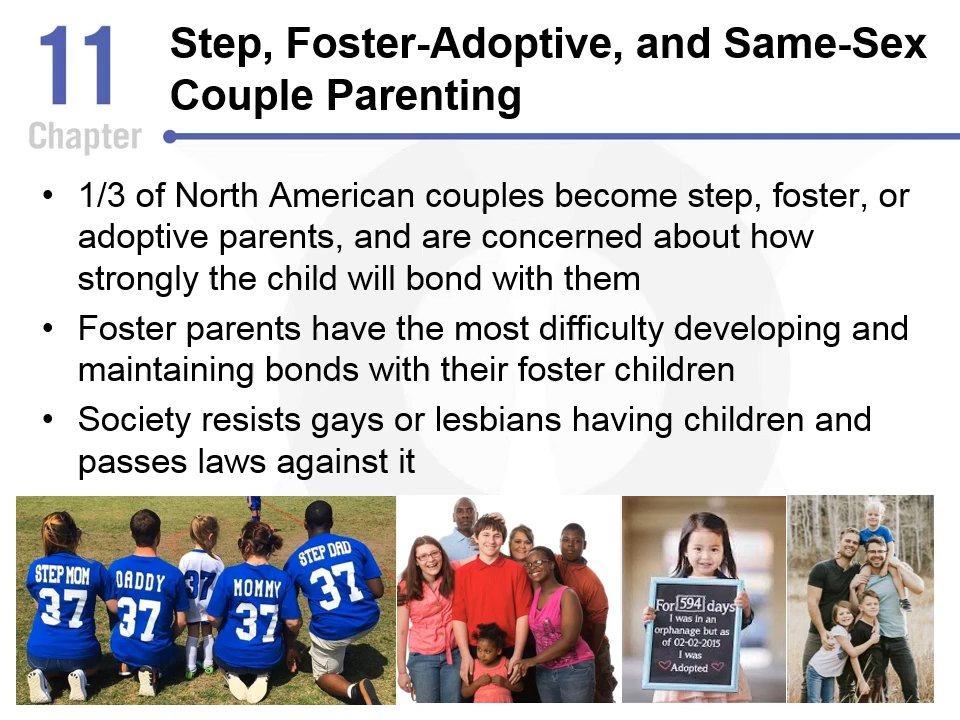 11
Chapter
Step, Foster-Adoptive, and Same-Sex
Couple Parenting
• 1/3 of North American couples become step, foster, or
adoptive parents, and are concerned about how
strongly the child will bond with them
• Foster parents have the most difficulty developing and
maintaining bonds with their foster children
• Society resists gays or lesbians having children and
passes laws against it
STEP MOM
37
DADDY
37
37
MOMMY
37
STEP DAD
37
For 594 days
I was in an
orphanage but as
of 02-02-2015
I was
Adopted